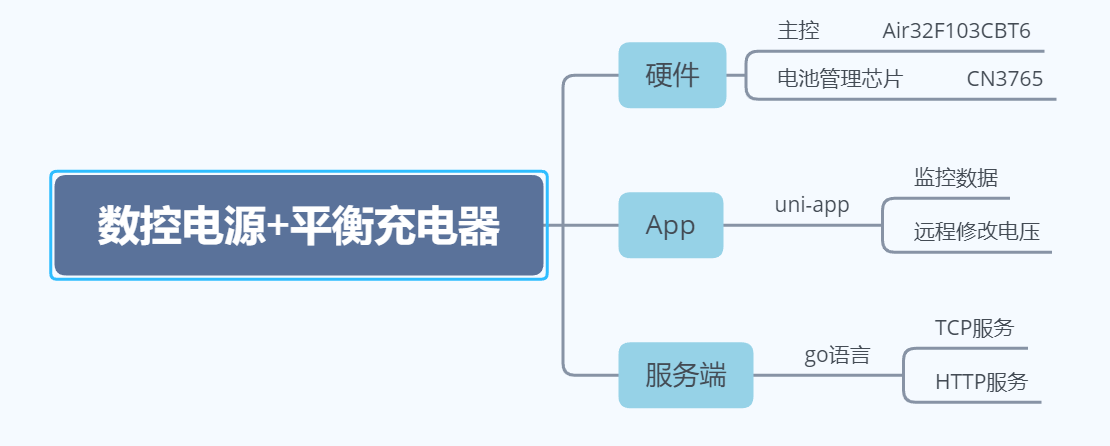 数控电源+平衡充电器
硬件
主控 Air32F103CBT6
电池管理芯片 CN3765
App
uni-app
监控数据
远程修改电压
服务端
go语言
TCP服务
HTTP服务